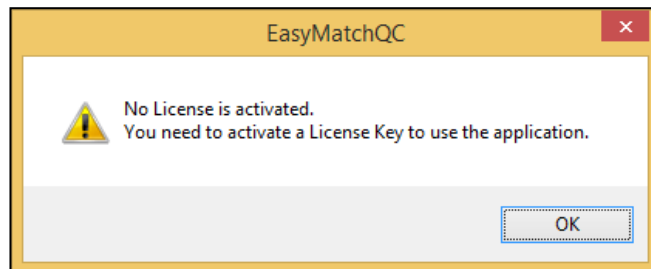 EasyMatchQC
No License is activated.
You need to activate a License Key to use the application.
OK